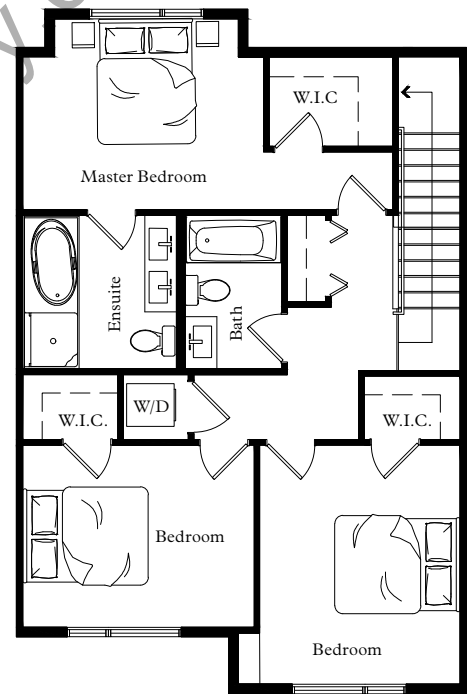 W.I.C
Master Bedroom
Ensuite
Bath
W/D
W.I.C.
W.I.C.
Bedroom
Bedroom